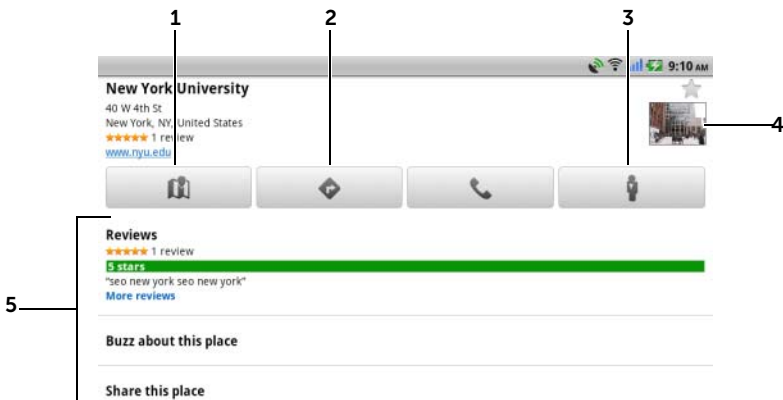 1 2 3
9:10 AM
New York University
40 W 4th St
New York, NY, United States
1 review
www.nyu.edu
4
Reviews
1 review
5 stars
"seo new york seo new york"
More reviews
5
Buzz about this place
Share this place